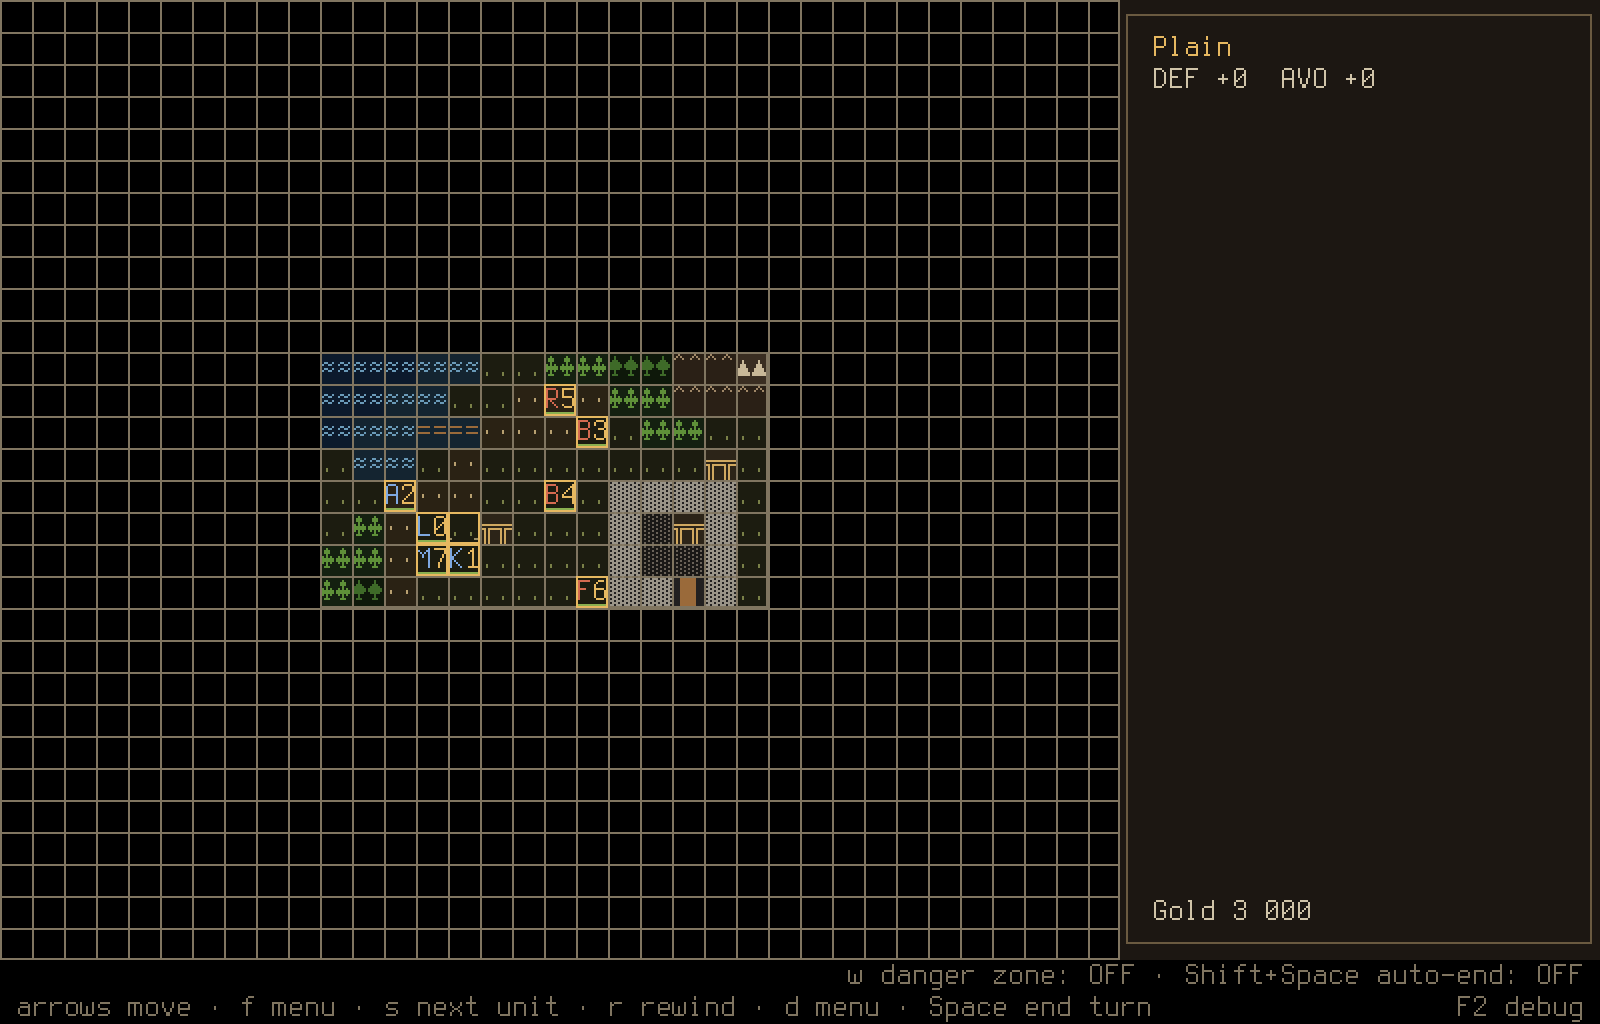 Plain
DEF +0 AVO +0
R5
B3
A2 B4
L0
M7 K1
F6
Gold 3 000
w danger zone: OFF · Shift+Space auto-end: OFF
arrows move · f menu · s next unit · r rewind · d menu · Space end turn F2 debug